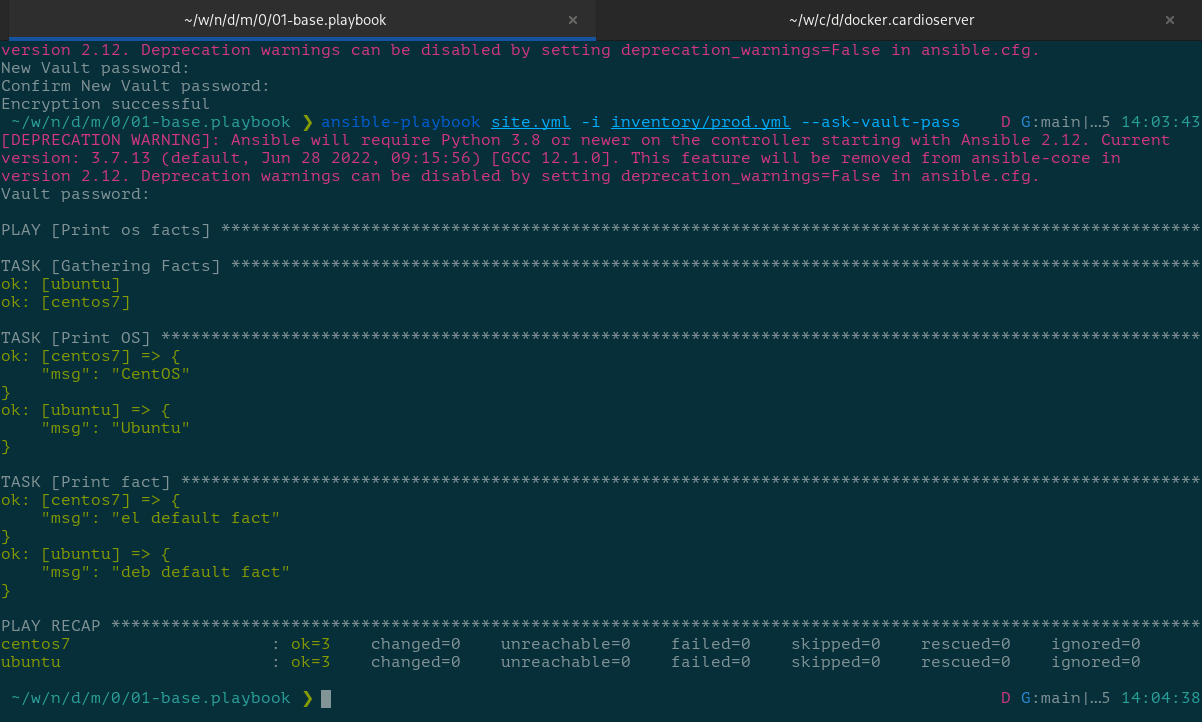 ~/w/n/d/m/0/01-base.playbook × ~/w/c/d/docker.cardioserver ×
version 2.12. Deprecation warnings can be disabled by setting deprecation_warnings=False in ansible.cfg.
New Vault password:
Confirm New Vault password:
Encryption successful
~/w/n/d/m/0/01-base.playbook ❯ ansible-playbook site.yml -i inventory/prod.yml --ask-vault-pass D G:main|…5 14:03:43
[DEPRECATION WARNING]: Ansible will require Python 3.8 or newer on the controller starting with Ansible 2.12. Current
version: 3.7.13 (default, Jun 28 2022, 09:15:56) [GCC 12.1.0]. This feature will be removed from ansible-core in
version 2.12. Deprecation warnings can be disabled by setting deprecation_warnings=False in ansible.cfg.
Vault password:
PLAY [Print os facts] **************************************************************************************************
TASK [Gathering Facts] *************************************************************************************************
ok: [ubuntu]
ok: [centos7]
TASK [Print OS] ********************************************************************************************************
ok: [centos7] => {
    "msg": "CentOS"
}
ok: [ubuntu] => {
    "msg": "Ubuntu"
}
TASK [Print fact] ******************************************************************************************************
ok: [centos7] => {
    "msg": "el default fact"
}
ok: [ubuntu] => {
    "msg": "deb default fact"
}
PLAY RECAP *************************************************************************************************************
centos7                    : ok=3    changed=0    unreachable=0    failed=0    skipped=0    rescued=0    ignored=0
ubuntu                     : ok=3    changed=0    unreachable=0    failed=0    skipped=0    rescued=0    ignored=0
~/w/n/d/m/0/01-base.playbook ❯ D G:main|…5 14:04:38